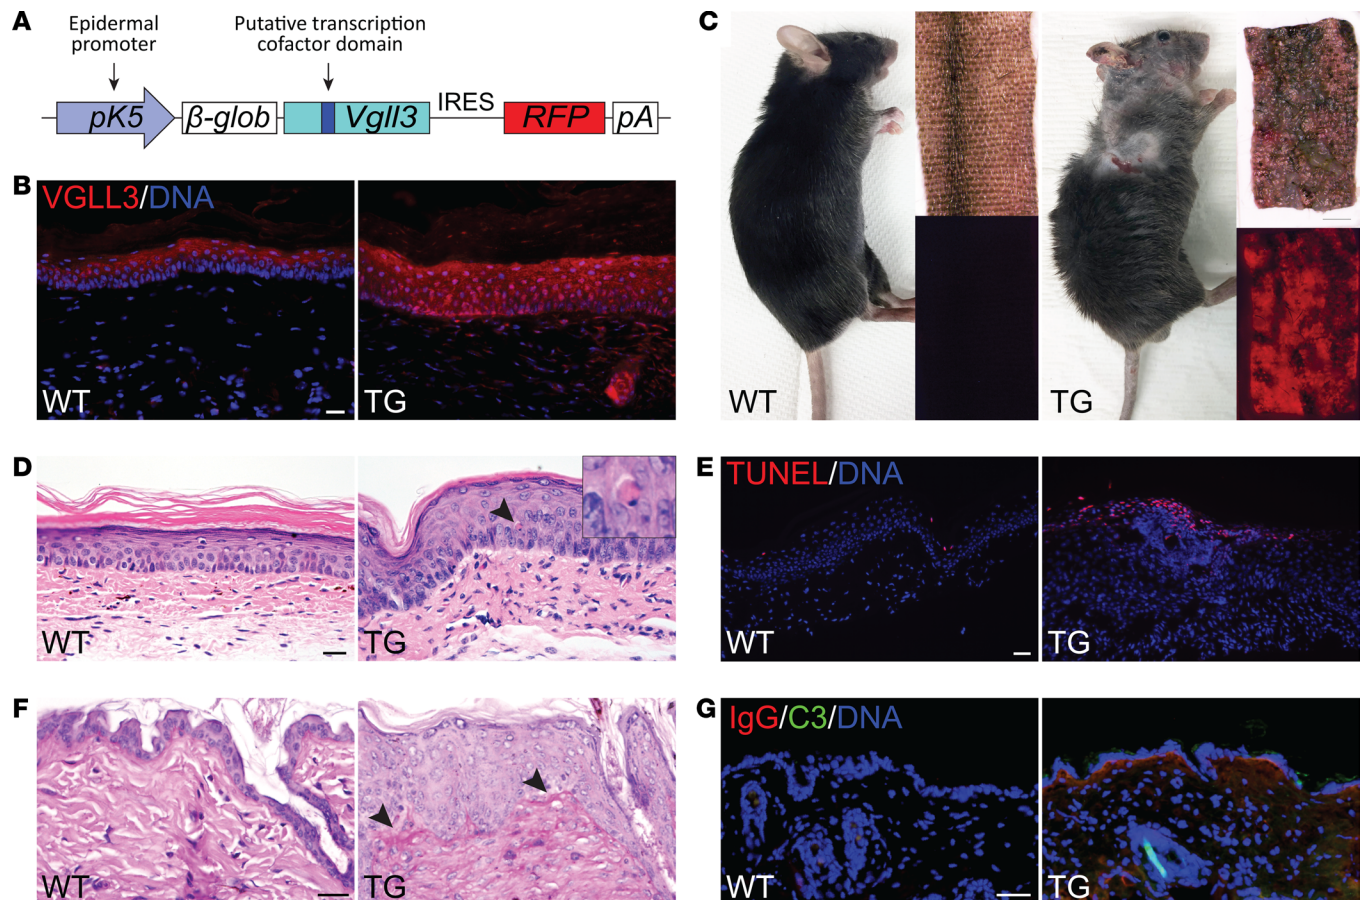 A
Epidermal
promoter
Putative transcription
cofactor domain
pK5
β-glob
Vgll3
IRES
RFP
pA
B
VGLL3/DNA
WT
TG
C
WT
TG
D
WT
TG
E
TUNEL/DNA
WT
TG
F
WT
TG
G
IgG/C3/DNA
WT
TG